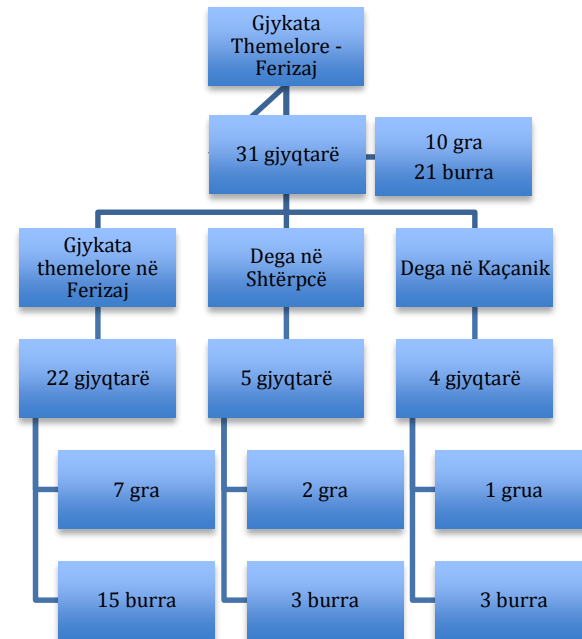 Gjykata
Themelore -
Ferizaj
31 gjyqtarë
10 gra
21 burra
Gjykata
themelore në
Ferizaj
Dega në
Shtërpcë
Dega në Kaçanik
22 gjyqtarë
5 gjyqtarë
4 gjyqtarë
7 gra
2 gra
1 grua
15 burra
3 burra
3 burra